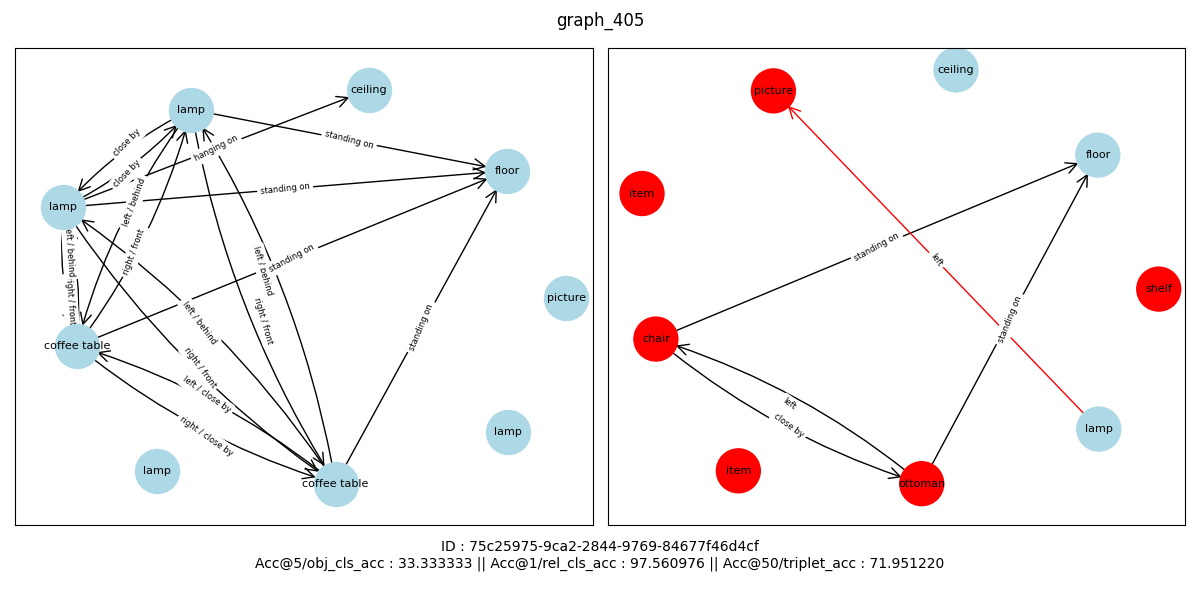 graph_405
lamp
ceiling
close by
hanging on
standing on
close by
floor
lamp
standing on
left / behind
right / front
left / behind
standing on
picture
left / behind
right / front
right / front
left / behind
standing on
coffee table
right / front
left / close by
right / close by
lamp
lamp
coffee table
picture
ceiling
floor
item
standing on
left
shelf
chair
standing on
left
close by
lamp
item
ottoman
ID : 75c25975-9ca2-2844-9769-84677f46d4cf
Acc@5/obj_cls_acc : 33.333333 || Acc@1/rel_cls_acc : 97.560976 || Acc@50/triplet_acc : 71.951220